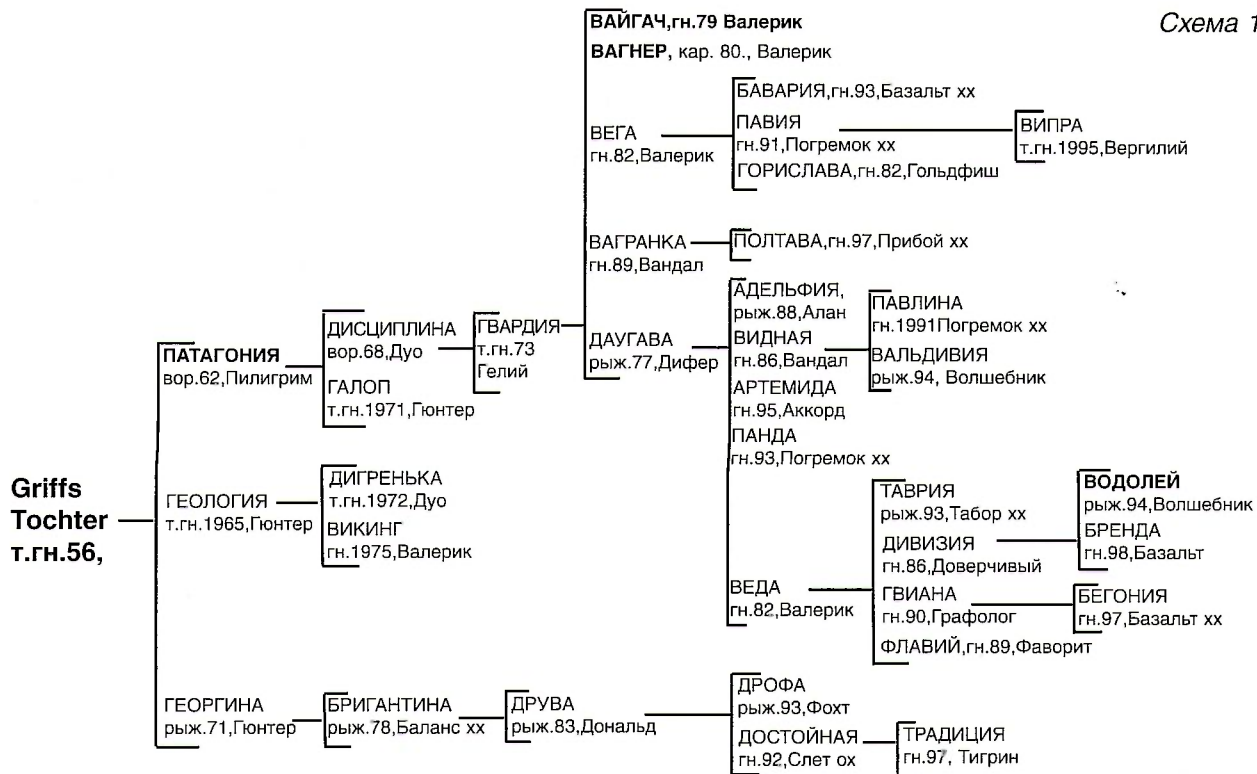 Схема 1
ВАЙГАЧ,гн.79 Валерик
ВАГНЕР, кар. 80., Валерик
ВЕГА
гн.82,Валерик
БАВАРИЯ,гн.93,Базальт хх
ПАВИЯ
гн.91,Погремок хх
ГОРИСЛАВА,гн.82,Гольдфиш
ВИПРА
т.гн.1995,Вергилий
ВАГРАНКА
гн.89,Вандал
ПОЛТАВА,гн.97,Прибой хх
ПАТАГОНИЯ
вор.62,Пилигрим
ДИСЦИПЛИНА
вор.68,Дуо
ГАЛОП
т.гн.1971,Гюнтер
ГВАРДИЯ
т.гн.73
Гелий
ДАУГАВА
рыж.77,Дифер
АДЕЛЬФИЯ,
рыж.88,Алан
ВИДНАЯ
гн.86,Вандал
АРТЕМИДА
гн.95,Аккорд
ПАНДА
гн.93,Погремок хх
ПАВЛИНА
гн.1991Погремок хх
ВАЛЬДИВИЯ
рыж.94, Волшебник
Griffs
Tochter
т.гн.56,
ГЕОЛОГИЯ
т.гн.1965,Гюнтер
ДИГРЕНЬКА
т.гн.1972,Дуо
ВИКИНГ
гн.1975,Валерик
ВЕДА
гн.82,Валерик
ТАВРИЯ
рыж.93,Табор хх
ДИВИЗИЯ
гн.86,Доверчивый
ГВИАНА
гн.90,Графолог
ФЛАВИЙ,гн.89,Фаворит
ВОДОЛЕЙ
рыж.94,Волшебник
БРЕНДА
гн.98,Базальт
БЕГОНИЯ
гн.97,Базальт хх
ГЕОРГИНА
рыж.71,Гюнтер
БРИГАНТИНА
рыж.78,Баланс хх
ДРУВА
рыж.83,Дональд
ДРОФА
рыж.93,Фохт
ДОСТОЙНАЯ
гн.92,Слет ох
ТРАДИЦИЯ
гн.97, Тигрин